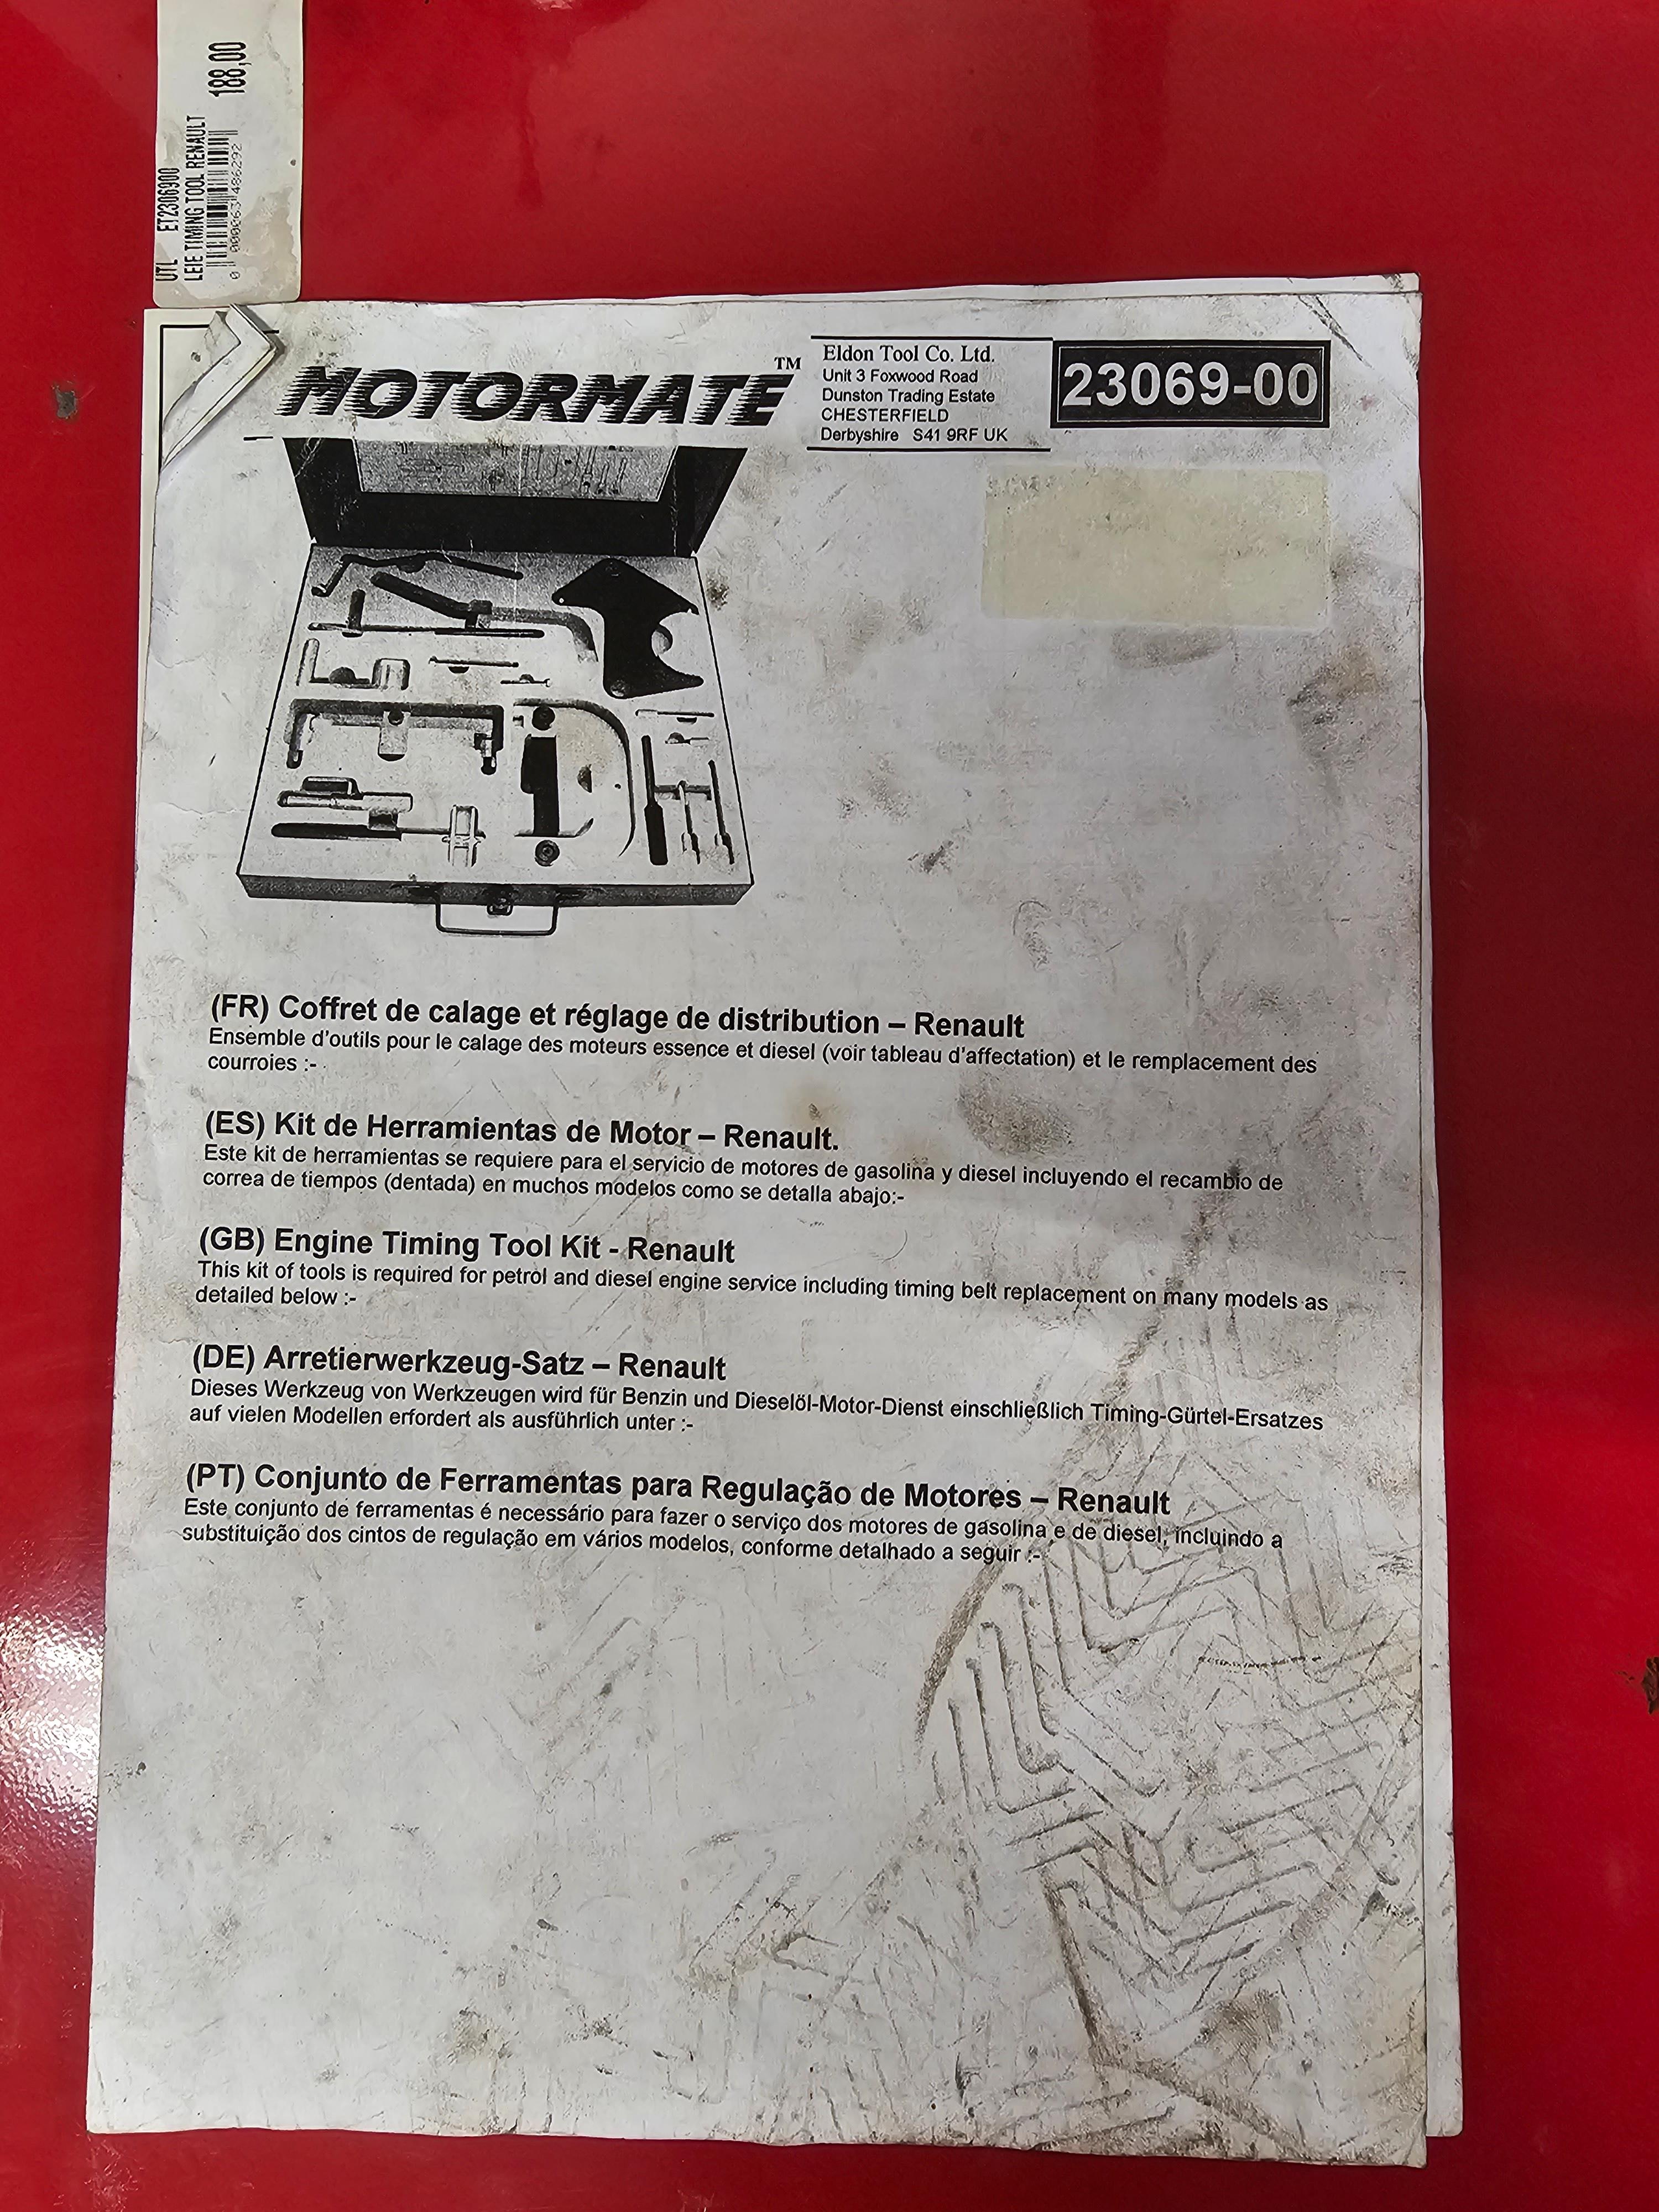 UTL ET2306900
LEIE TIMING TOOL RENAULT
188,00
MOTORMATE™
Eldon Tool Co. Ltd.
Unit 3 Foxwood Road
Dunston Trading Estate
CHESTERFIELD
Derbyshire S41 9RF UK
23069-00
(FR) Coffret de calage et réglage de distribution – Renault
Ensemble d'outils pour le calage des moteurs essence et diesel (voir tableau d'affectation) et le remplacement des
courroies :-
(ES) Kit de Herramientas de Motor – Renault.
Este kit de herramientas se requiere para el servicio de motores de gasolina y diesel incluyendo el recambio de
correa de tiempos (dentada) en muchos modelos como se detalla abajo:-
(GB) Engine Timing Tool Kit - Renault
This kit of tools is required for petrol and diesel engine service including timing belt replacement on many models as
detailed below :-
(DE) Arretierwerkzeug-Satz – Renault
Dieses Werkzeug von Werkzeugen wird für Benzin und Dieselöl-Motor-Dienst einschließlich Timing-Gürtel-Ersatzes
auf vielen Modellen erfordert als ausführlich unter :-
(PT) Conjunto de Ferramentas para Regulação de Motores – Renault
Este conjunto de ferramentas é necessário para fazer o serviço dos motores de gasolina e de diesel, incluindo a
substituição dos cintos de regulação em vários modelos, conforme detalhado a seguir :-